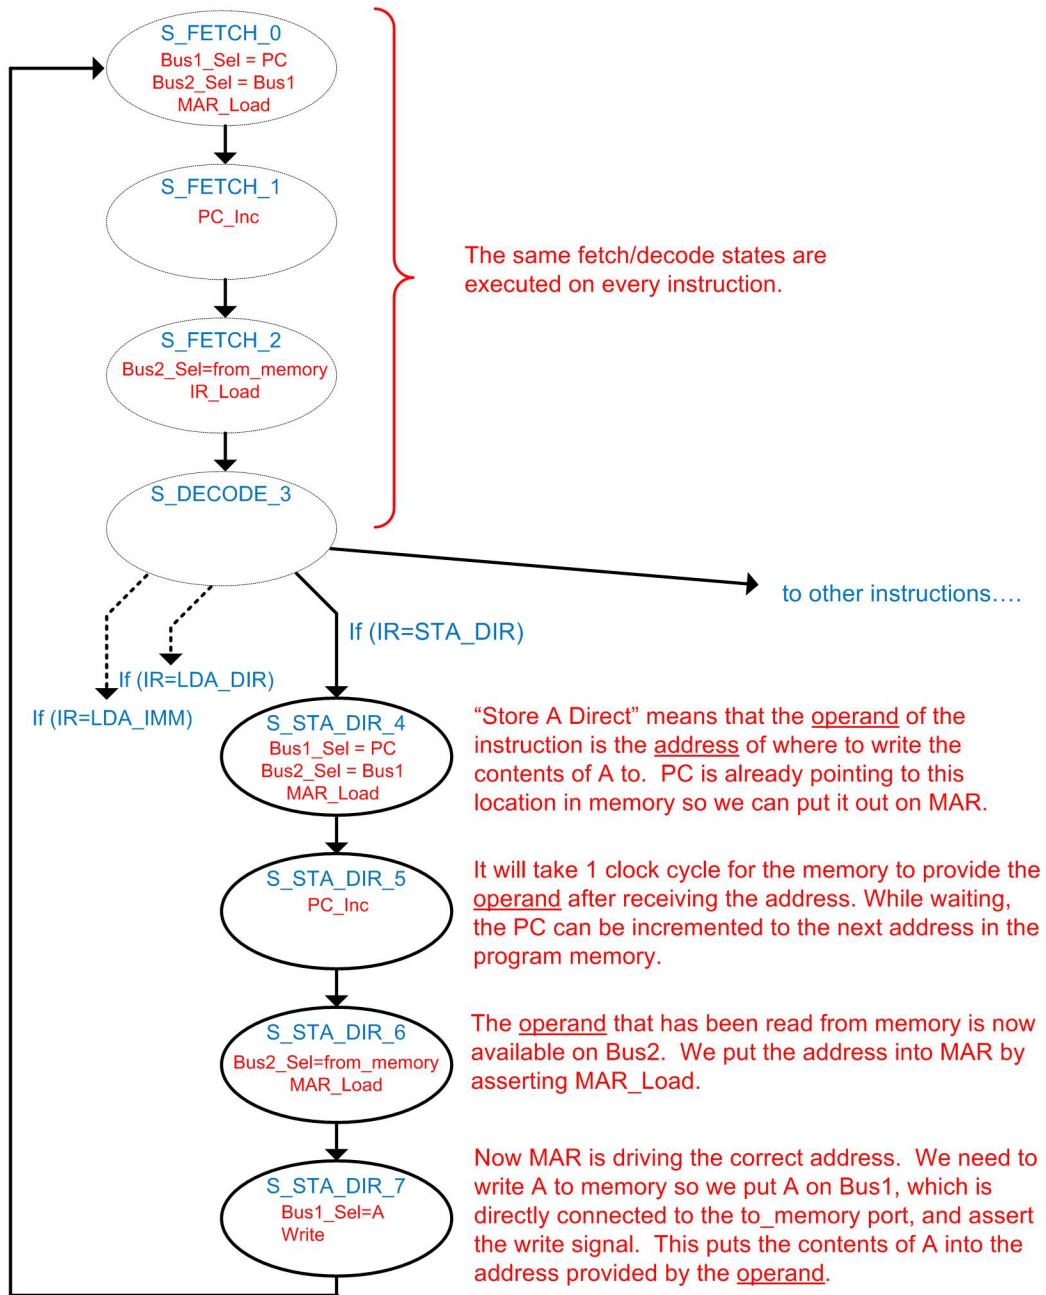 S_FETCH_0
Bus1_Sel = PC
Bus2_Sel = Bus1
MAR_Load
S_FETCH_1
PC_Inc
The same fetch/decode states are
executed on every instruction.
S_FETCH_2
Bus2_Sel=from_memory
IR_Load
S_DECODE_3
to other instructions….
If (IR=STA_DIR)
If (IR=LDA_DIR)
If (IR=LDA_IMM)
S_STA_DIR_4
Bus1_Sel = PC
Bus2_Sel = Bus1
MAR_Load
“Store A Direct” means that the operand of the
instruction is the address of where to write the
contents of A to.  PC is already pointing to this
location in memory so we can put it out on MAR.
S_STA_DIR_5
PC_Inc
It will take 1 clock cycle for the memory to provide the
operand after receiving the address. While waiting,
the PC can be incremented to the next address in the
program memory.
S_STA_DIR_6
Bus2_Sel=from_memory
MAR_Load
The operand that has been read from memory is now
available on Bus2.  We put the address into MAR by
asserting MAR_Load.
S_STA_DIR_7
Bus1_Sel=A
Write
Now MAR is driving the correct address.  We need to
write A to memory so we put A on Bus1, which is
directly connected to the to_memory port, and assert
the write signal.  This puts the contents of A into the
address provided by the operand.